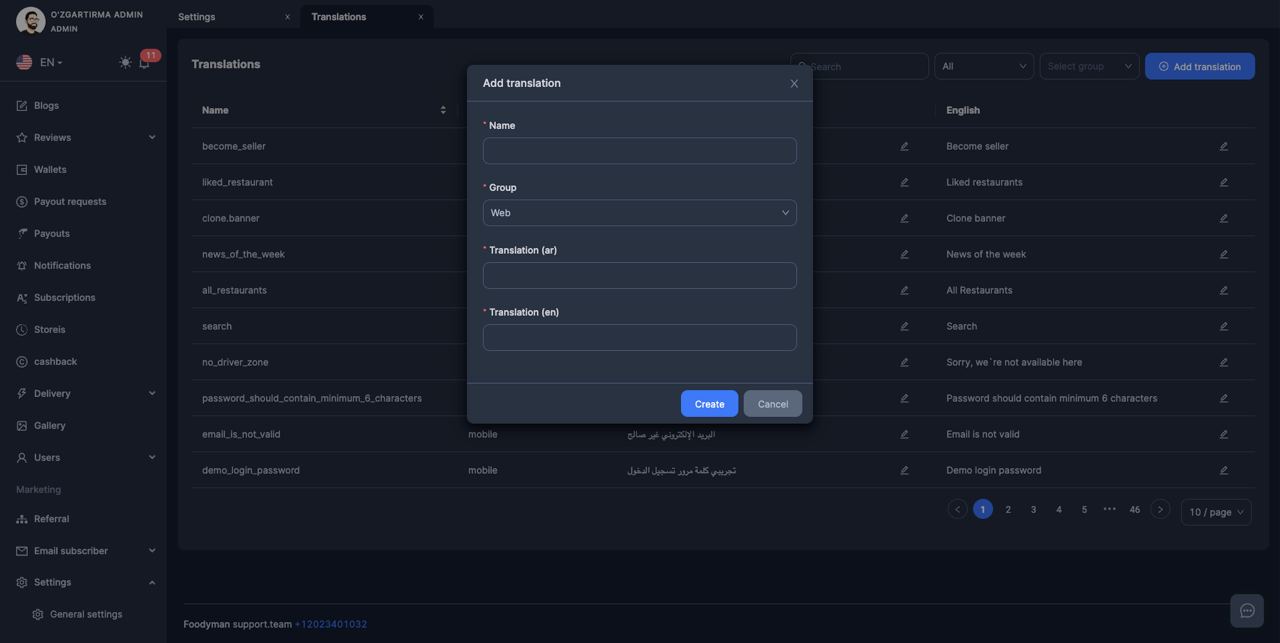 O'ZGARTIRMA ADMIN
ADMIN
EN
11
Blogs
Reviews
Wallets
Payout requests
Payouts
Notifications
Subscriptions
Storeis
cashback
Delivery
Gallery
Users
Marketing
Referral
Email subscriber
Settings
General settings
Settings x
Translations x
Translations
Search
All
Select group
Add translation
Name English
become_seller Become seller
liked_restaurant Liked restaurants
clone.banner Clone banner
news_of_the_week News of the week
all_restaurants All Restaurants
search Search
no_driver_zone Sorry, we`re not available here
password_should_contain_minimum_6_characters Password should contain minimum 6 characters
email_is_not_valid mobile البريد الإلكتروني غير صالح Email is not valid
demo_login_password mobile تجريبي كلمة مرور تسجيل الدخول Demo login password
< 1 2 3 4 5 ••• 46 > 10 / page
Add translation
* Name
* Group
Web
* Translation (ar)
* Translation (en)
Create Cancel
Foodyman support.team +12023401032